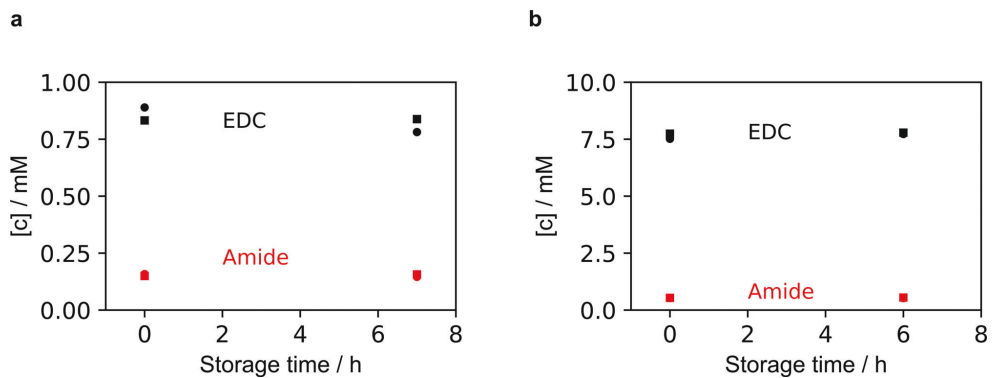 a
1.00
0.75
0.50
0.25
0.00
[c] / mM
EDC
Amide
0 2 4 6 8
Storage time / h
b
10.0
7.5
5.0
2.5
0.0
[c] / mM
EDC
Amide
0 2 4 6 8
Storage time / h